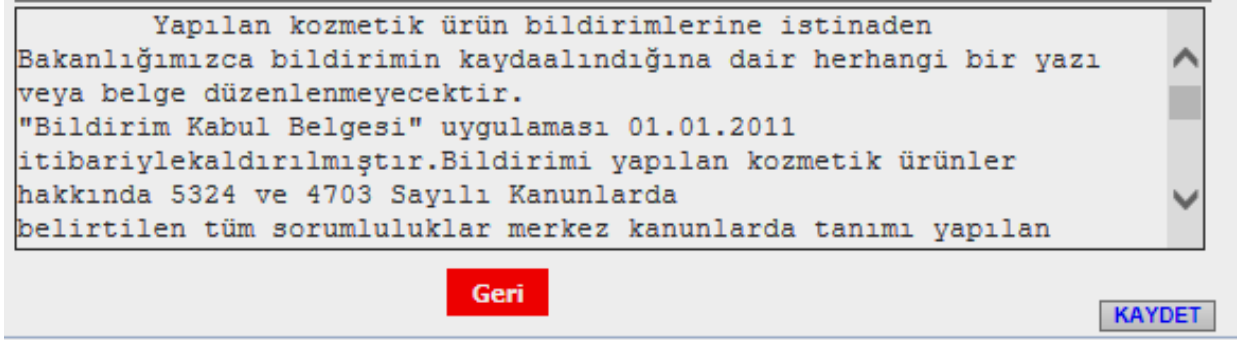 Yapılan kozmetik ürün bildirimlerine istinaden
Bakanlığımızca bildirimin kaydaalındığına dair herhangi bir yazı
veya belge düzenlenmeyecektir.
"Bildirim Kabul Belgesi" uygulaması 01.01.2011
itibariylekaldırılmıştır.Bildirimi yapılan kozmetik ürünler
hakkında 5324 ve 4703 Sayılı Kanunlarda
belirtilen tüm sorumluluklar merkez kanunlarda tanımı yapılan
Geri
KAYDET